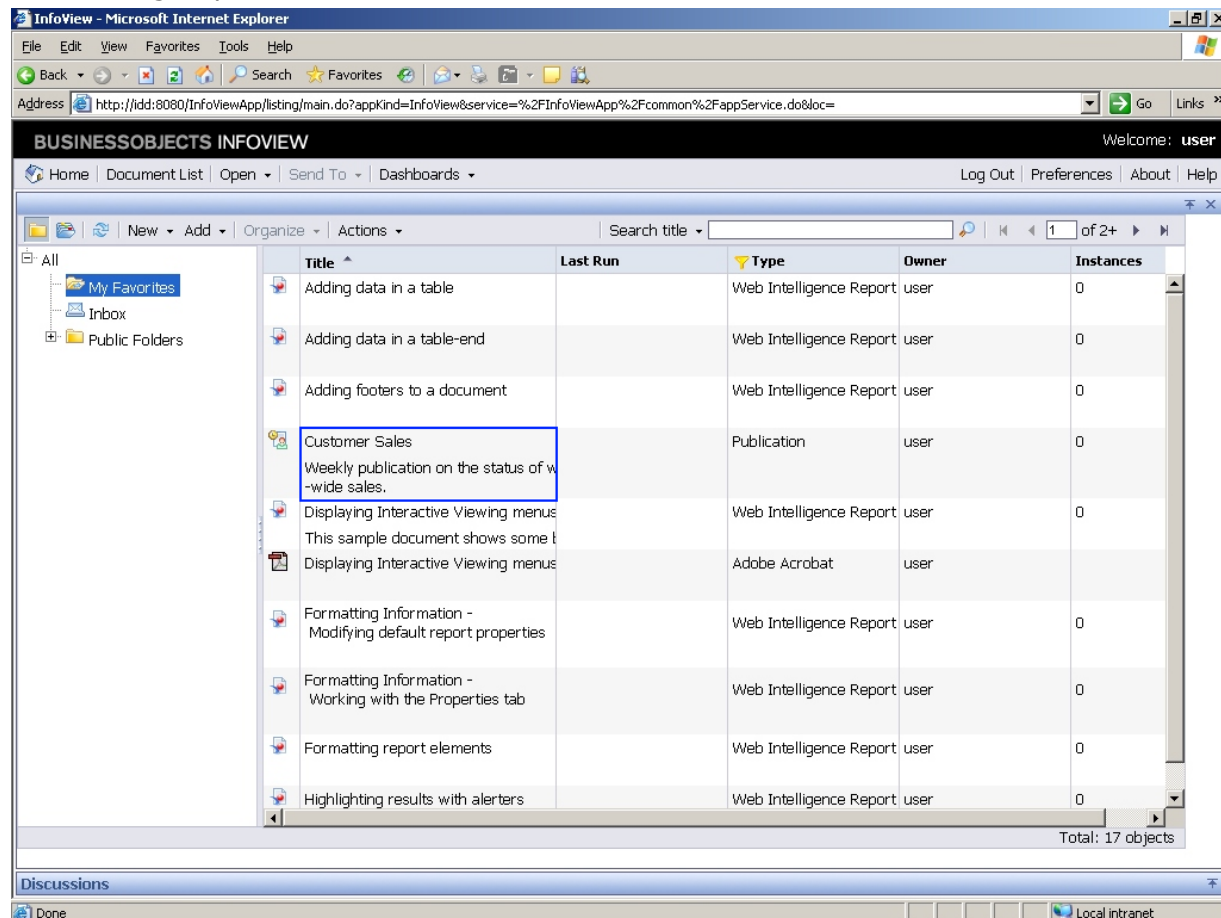 InfoView - Microsoft Internet Explorer
File Edit View Favorites Tools Help
Back Search Favorites
Address http://idd:8080/InfoViewApp/listing/main.do?appKind=InfoView&service=%2FInfoViewApp%2Fcommon%2FappService.do&loc= Go Links »
BUSINESSOBJECTS INFOVIEW Welcome: user
Home Document List Open Send To Dashboards Log Out Preferences About Help
New Add Organize Actions Search title 1 of 2+
All
My Favorites
Inbox
Public Folders
Title Last Run Type Owner Instances
Adding data in a table Web Intelligence Report user 0
Adding data in a table-end Web Intelligence Report user 0
Adding footers to a document Web Intelligence Report user 0
Customer Sales Publication user 0
Weekly publication on the status of w
-wide sales.
Displaying Interactive Viewing menus Web Intelligence Report user 0
This sample document shows some
Displaying Interactive Viewing menus Adobe Acrobat user
Formatting Information -
Modifying default report properties Web Intelligence Report user 0
Formatting Information -
Working with the Properties tab Web Intelligence Report user 0
Formatting report elements Web Intelligence Report user 0
Highlighting results with alerters Web Intelligence Report user 0
Total: 17 objects
Discussions
Done Local intranet